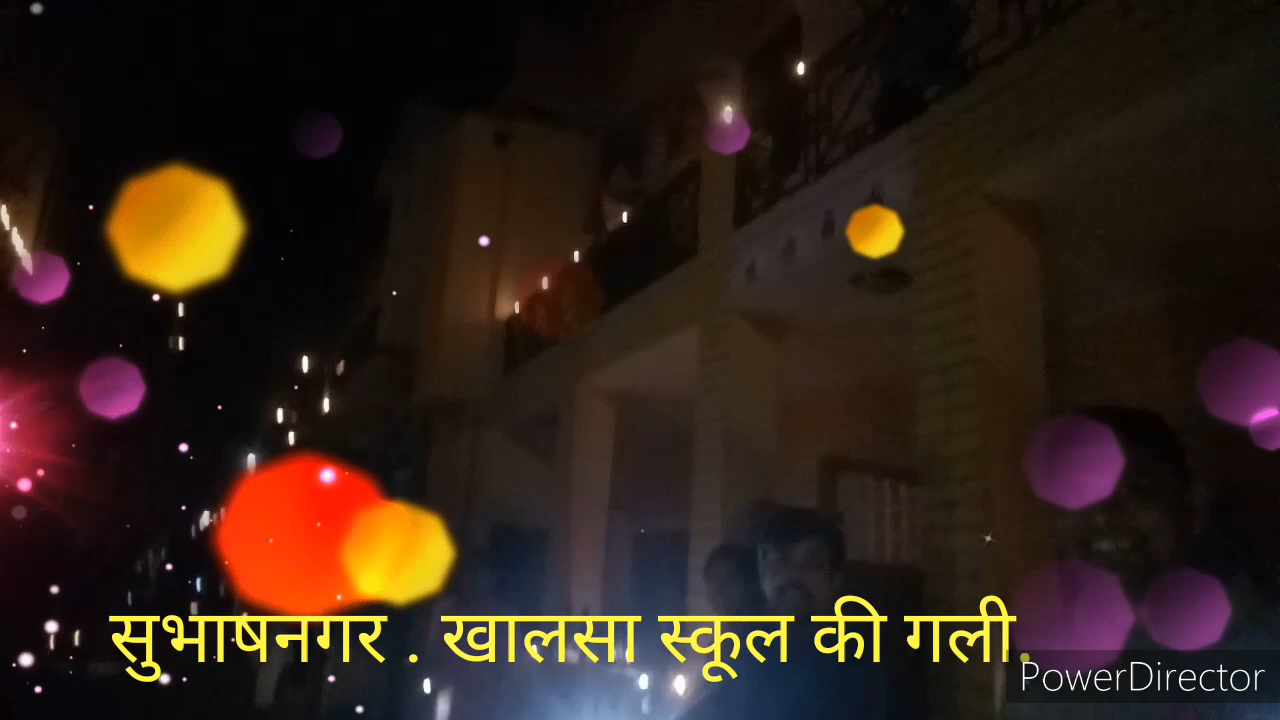 सुभाषनगर . खालसा स्कूल की गली.
PowerDirector